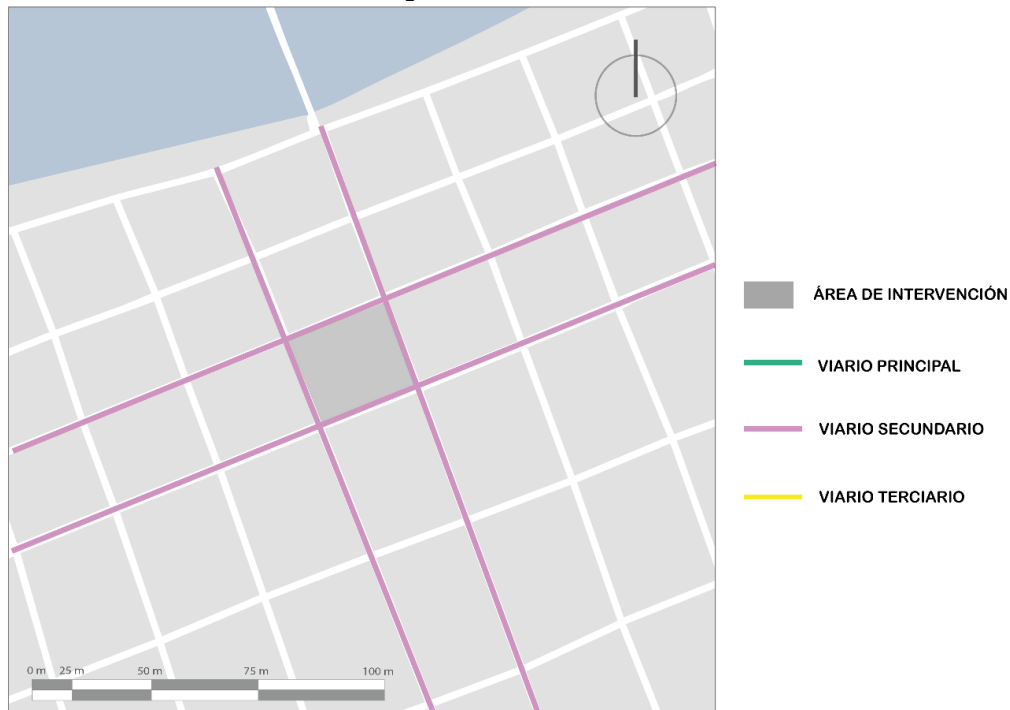 ÁREA DE INTERVENCIÓN
VIARIO PRINCIPAL
VIARIO SECUNDARIO
VIARIO TERCIARIO
0 m 25 m 50 m 75 m 100 m